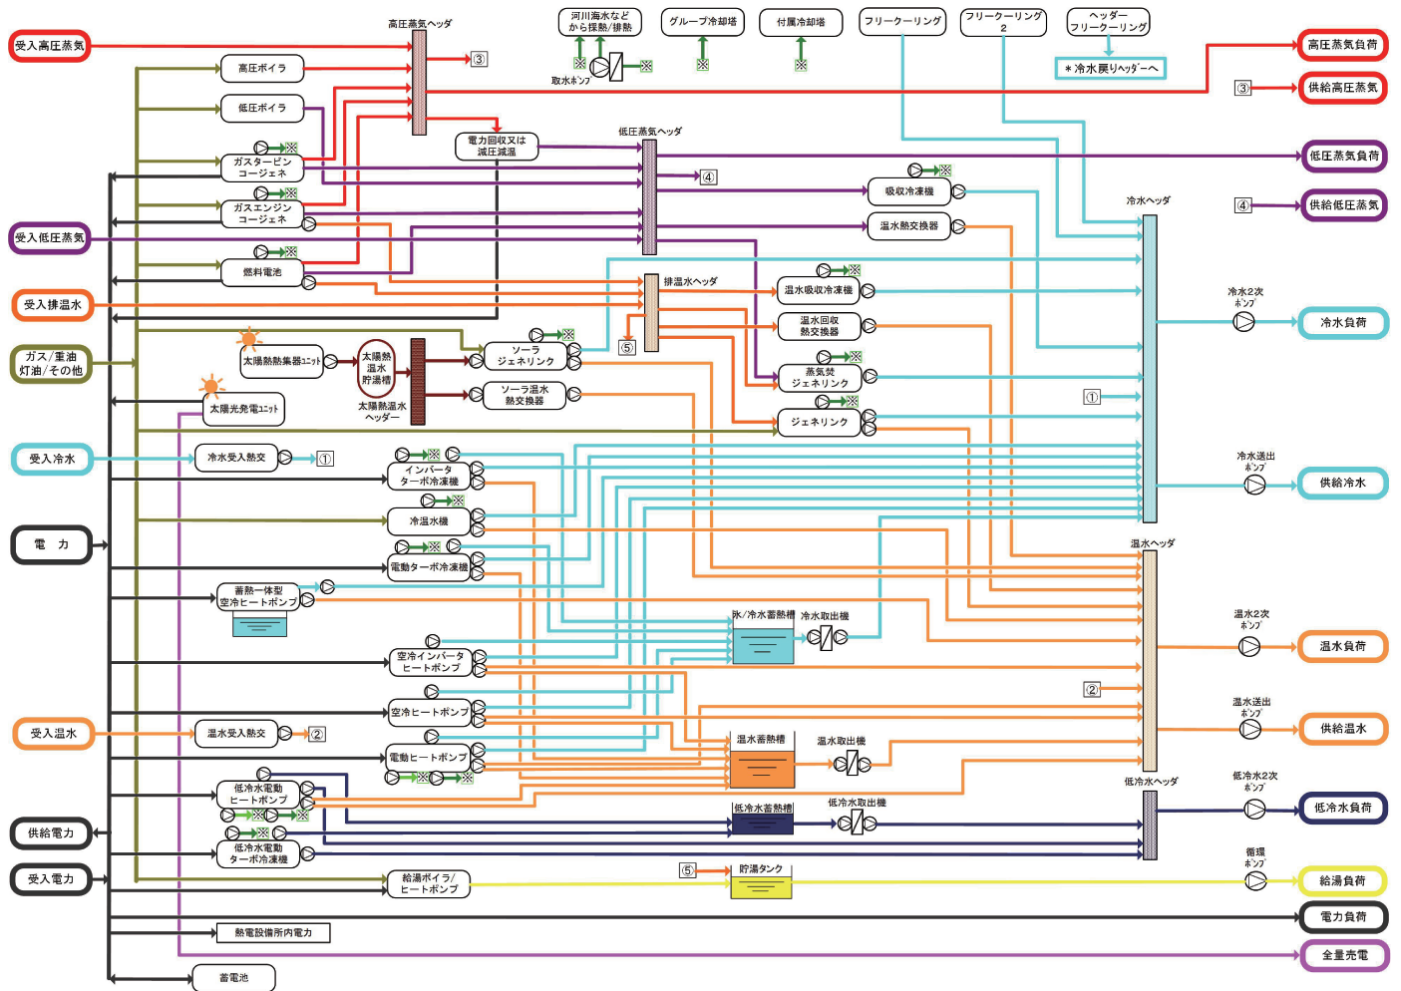 高圧蒸気ヘッダ
河川海水など
から採熱/排熱
グループ冷却塔
付属冷却塔
フリークーリング
フリークーリング
2
ヘッダー
フリークーリング
受入高圧蒸気
③
取水ポンプ
*冷水戻りヘッダーへ
高圧蒸気負荷
高圧ボイラ
③
供給高圧蒸気
低圧ボイラ
電力回収又は
減圧減温
低圧蒸気ヘッダ
低圧蒸気負荷
ガスタービン
コージェネ
④
吸収冷凍機
冷水ヘッダ
④
供給低圧蒸気
ガスエンジン
コージェネ
温水熱交換器
受入低圧蒸気
燃料電池
排温水ヘッダ
温水吸収冷凍機
受入排温水
冷水2次
ポンプ
冷水負荷
温水回収
熱交換器
⑤
ガス/重油
灯油/その他
太陽熱熱集器ユニット
太陽熱
温水
貯湯槽
ソーラ
ジェネリンク
蒸気焚
ジェネリンク
太陽光発電ユニット
太陽熱温水
ヘッダー
ソーラ温水
熱交換器
①
ジェネリンク
受入冷水
冷水受入熱交
①
インバータ
ターボ冷凍機
冷水送出
ポンプ
供給冷水
冷温水機
電力
電動ターボ冷凍機
温水ヘッダ
蓄熱一体型
空冷ヒートポンプ
氷/冷水蓄熱槽
冷水取出機
温水2次
ポンプ
温水負荷
空冷インバータ
ヒートポンプ
②
空冷ヒートポンプ
受入温水
温水受入熱交
②
温水送出
ポンプ
供給温水
電動ヒートポンプ
温水蓄熱槽
温水取出機
低冷水電動
ヒートポンプ
低冷水ヘッダ
低冷水2次
ポンプ
低冷水負荷
低冷水蓄熱槽
低冷水取出機
供給電力
低冷水電動
ターボ冷凍機
受入電力
給湯ボイラ/
ヒートポンプ
⑤
貯湯タンク
循環
ポンプ
給湯負荷
電力負荷
熱電設備所内電力
全量売電
蓄電池